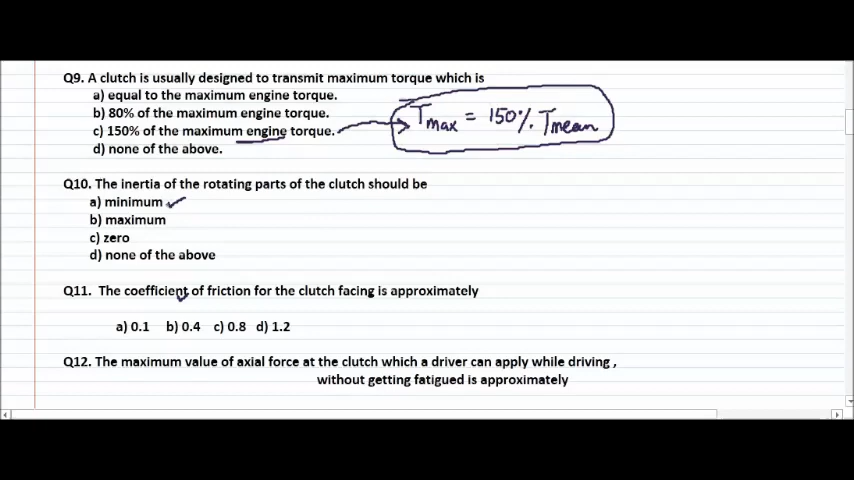 Q9. A clutch is usually designed to transmit maximum torque which is
a) equal to the maximum engine torque.
b) 80% of the maximum engine torque.
c) 150% of the maximum engine torque.
d) none of the above.
Tmax = 150% Tmean
Q10. The inertia of the rotating parts of the clutch should be
a) minimum
b) maximum
c) zero
d) none of the above
Q11. The coefficient of friction for the clutch facing is approximately
a) 0.1 b) 0.4 c) 0.8 d) 1.2
Q12. The maximum value of axial force at the clutch which a driver can apply while driving ,
without getting fatigued is approximately